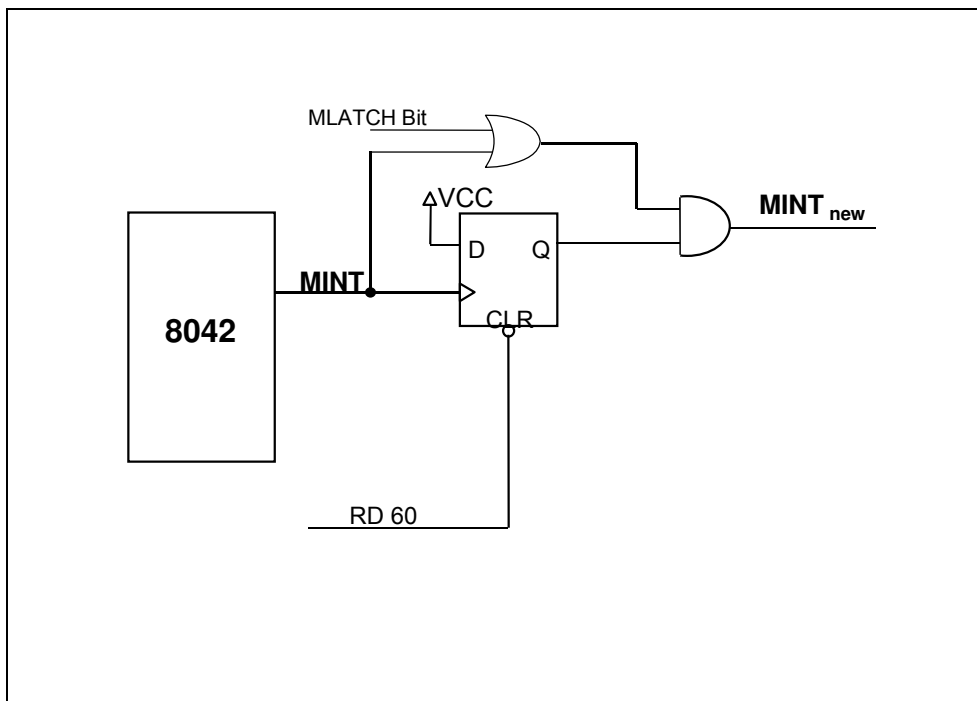 MLATCH Bit
VCC
D Q
MINT new
MINT
CLR
8042
RD 60